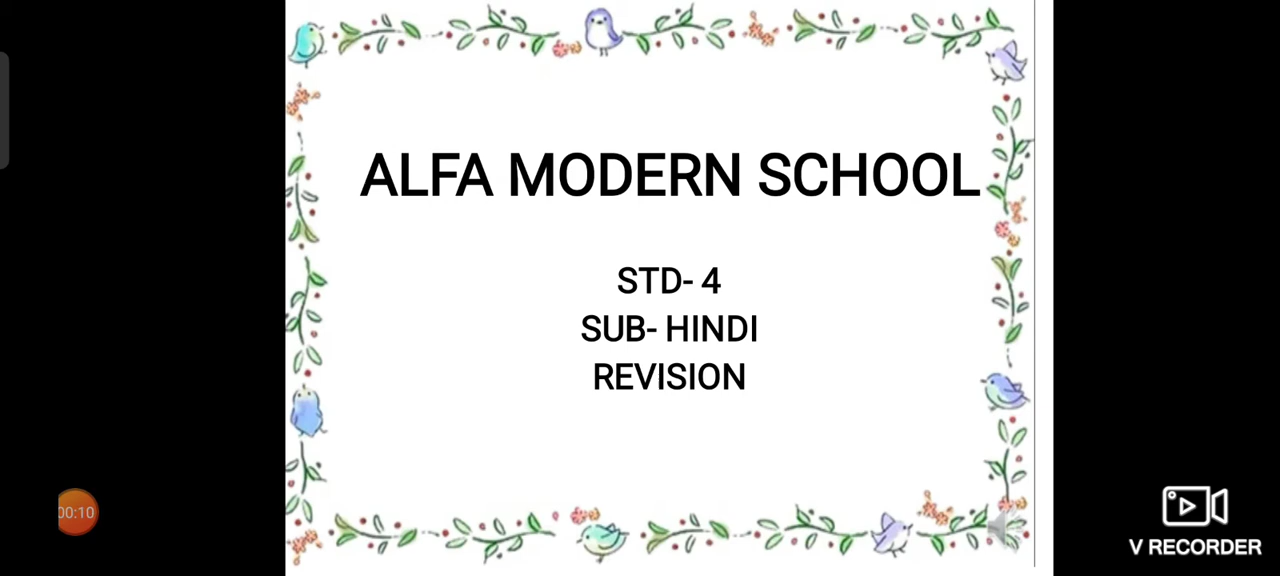 ALFA MODERN SCHOOL
STD- 4
SUB- HINDI
REVISION
00:10
V RECORDER